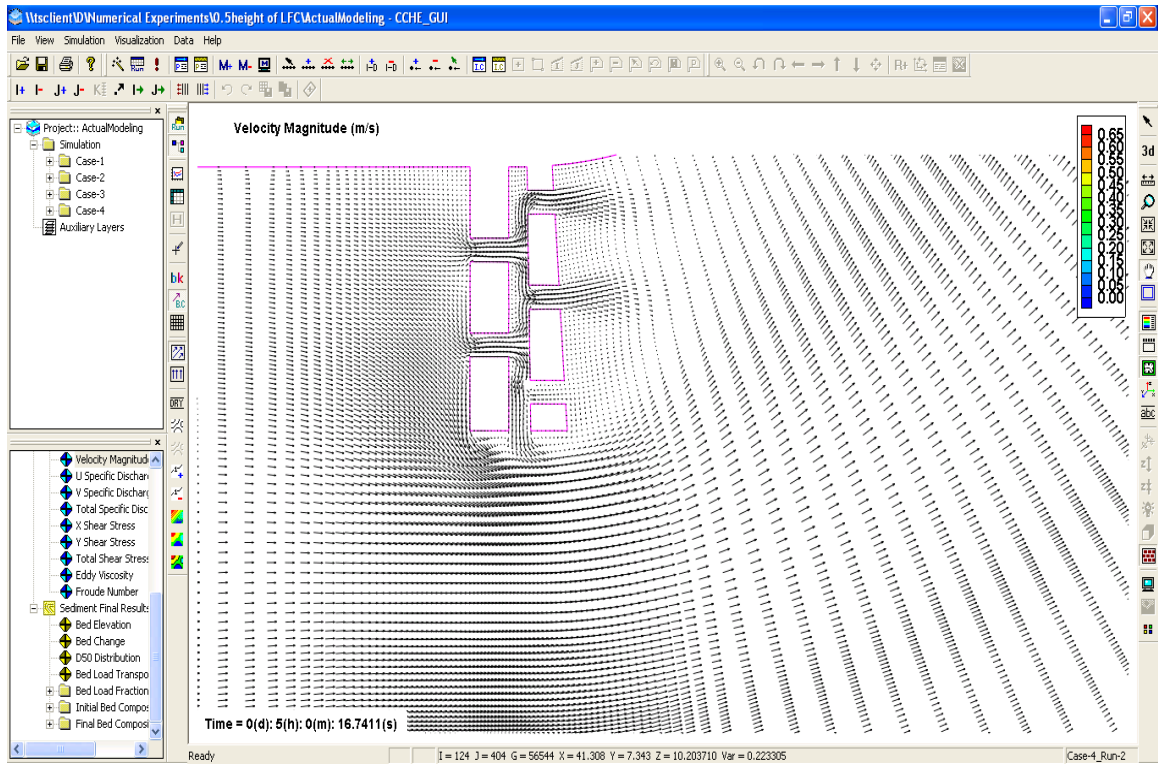 \\tsclient\D\Numerical Experiments\0.5height of LFC\ActualModeling - CCHE_GUI
File View Simulation Visualization Data Help
Run
M+ M- M
I-D I-D
I.C I.C
R+
I+ I- J+ J- K I J
Project:: ActualModeling
Simulation
Case-1
Case-2
Case-3
Case-4
Auxiliary Layers
Velocity Magnitud
U Specific Dischar
V Specific Discharg
Total Specific Disc
X Shear Stress
Y Shear Stress
Total Shear Stress
Eddy Viscosity
Froude Number
Sediment Final Results
Bed Elevation
Bed Change
D50 Distribution
Bed Load Transpo
Bed Load Fraction
Initial Bed Compos
Final Bed Composi
Run
H
bk
B.C
DRY
Velocity Magnitude (m/s)
0.65
0.60
0.55
0.50
0.45
0.40
0.35
0.30
0.25
0.20
0.15
0.10
0.05
0.00
3d
abc
Time = 0(d): 5(h): 0(m): 16.7411(s)
Ready
I = 124 J = 404 G = 56544 X = 41.308 Y = 7.343 Z = 10.203710 Var = 0.223305
Case-4_Run-2